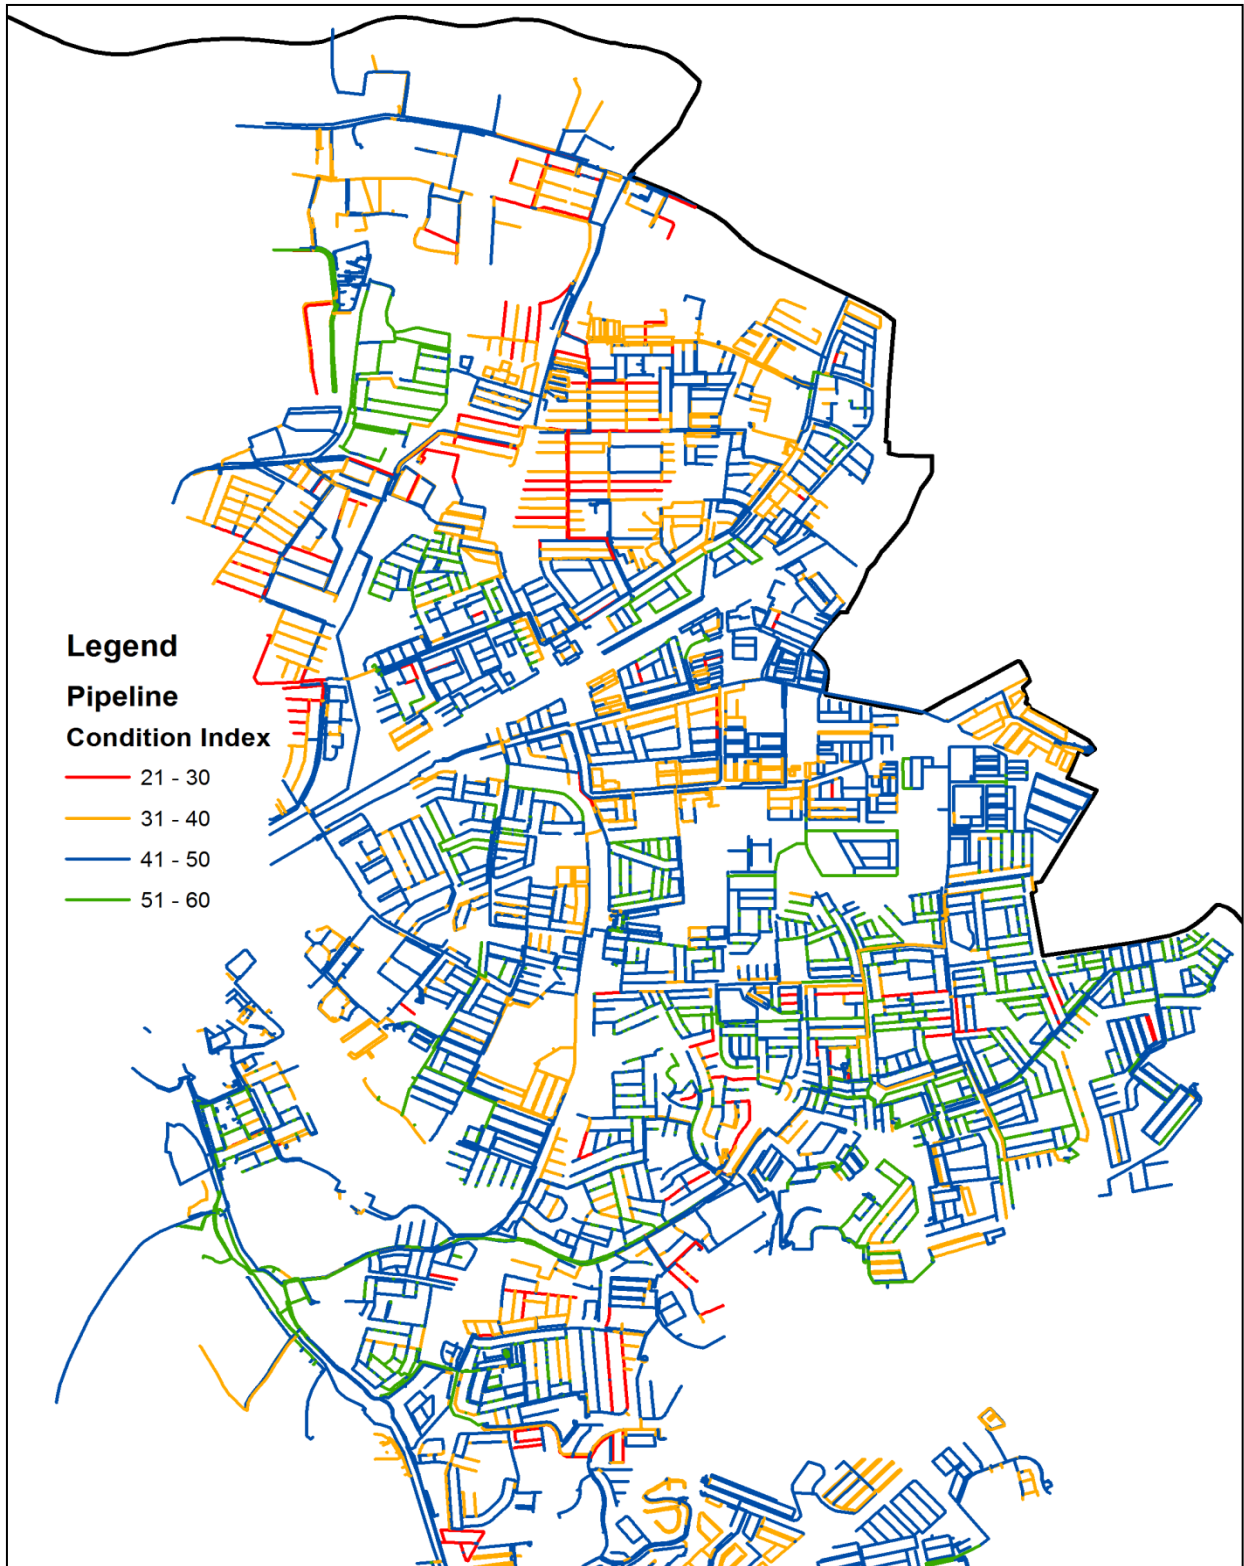 Legend
Pipeline
Condition Index
21 - 30
31 - 40
41 - 50
51 - 60